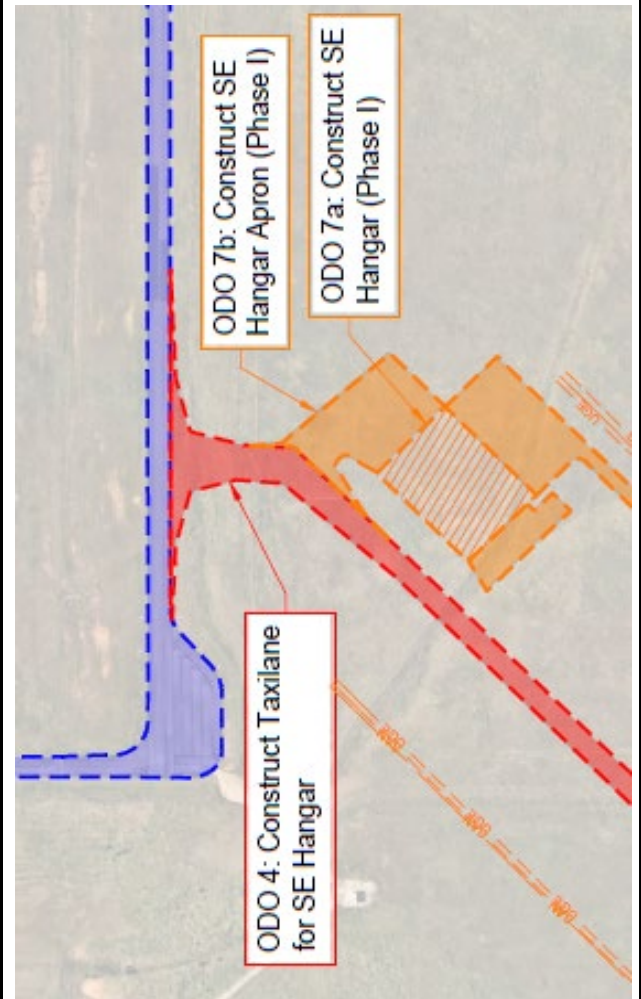 ODO 7b: Construct SE
Hangar Apron (Phase I)
ODO 7a: Construct SE
Hangar (Phase I)
ODO 4: Construct Taxilane
for SE Hangar